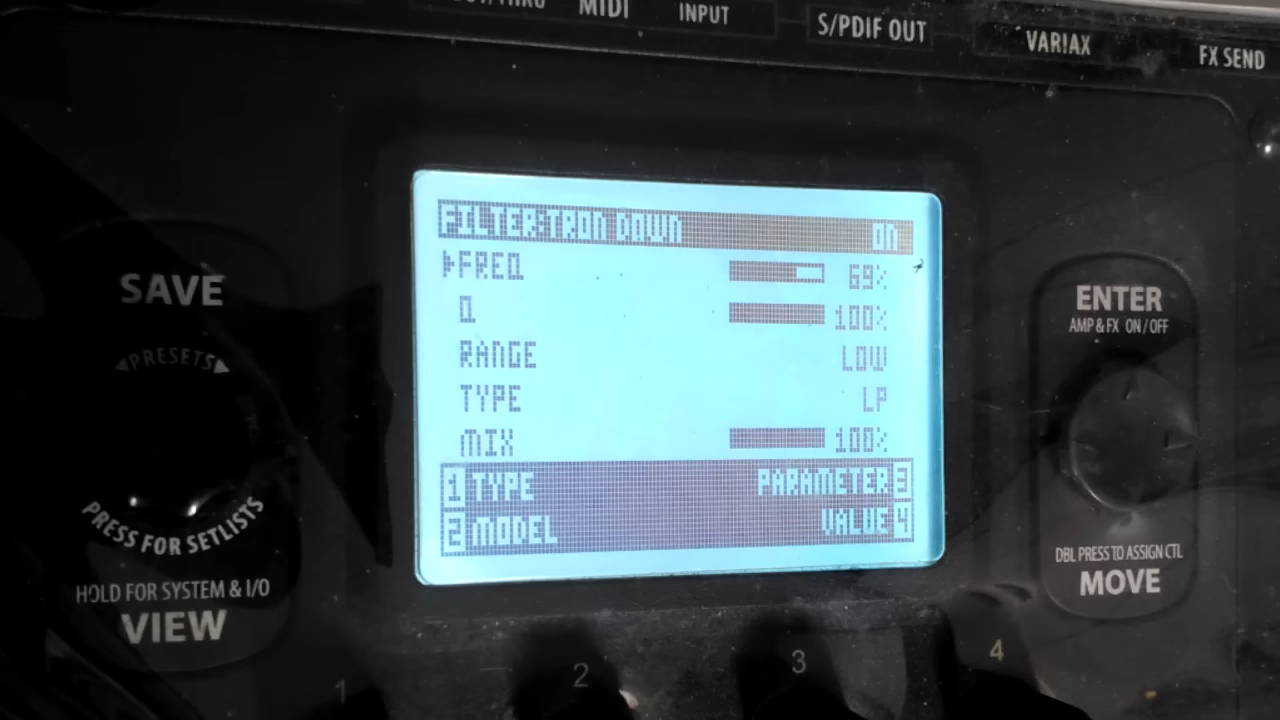 MIDI INPUT S/PDIF OUT VARIAX FX SEND
SAVE
PRESETS
PRESS FOR SETLISTS
HOLD FOR SYSTEM & I/O
VIEW
FILTER:TRON DOWN ON
FREQ 69%
Q 100%
RANGE LOW
TYPE LP
MIX 100%
1 TYPE PARAMETER 3
2 MODEL VALUE 4
ENTER
AMP & FX ON / OFF
DBL PRESS TO ASSIGN CTL
MOVE
1 2 3 4